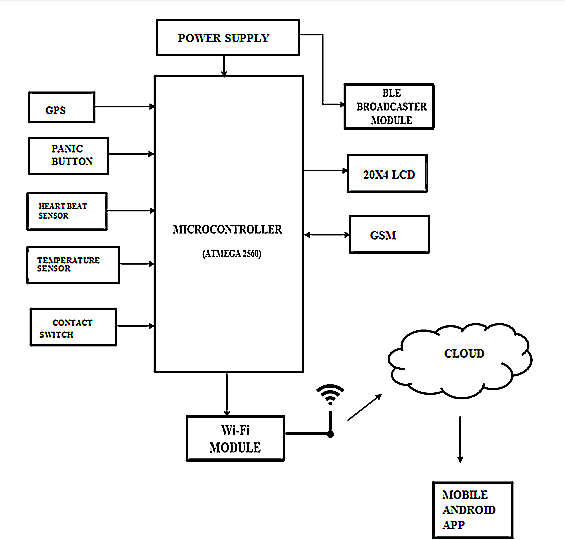 POWER SUPPLY
BLE
BROADCASTER
MODULE
GPS
PANIC
BUTTON
20X4 LCD
HEART BEAT
SENSOR
MICROCONTROLLER
(ATMEGA 2560)
GSM
TEMPERATURE
SENSOR
CONTACT
SWITCH
CLOUD
Wi-Fi
MODULE
MOBILE
ANDROID
APP